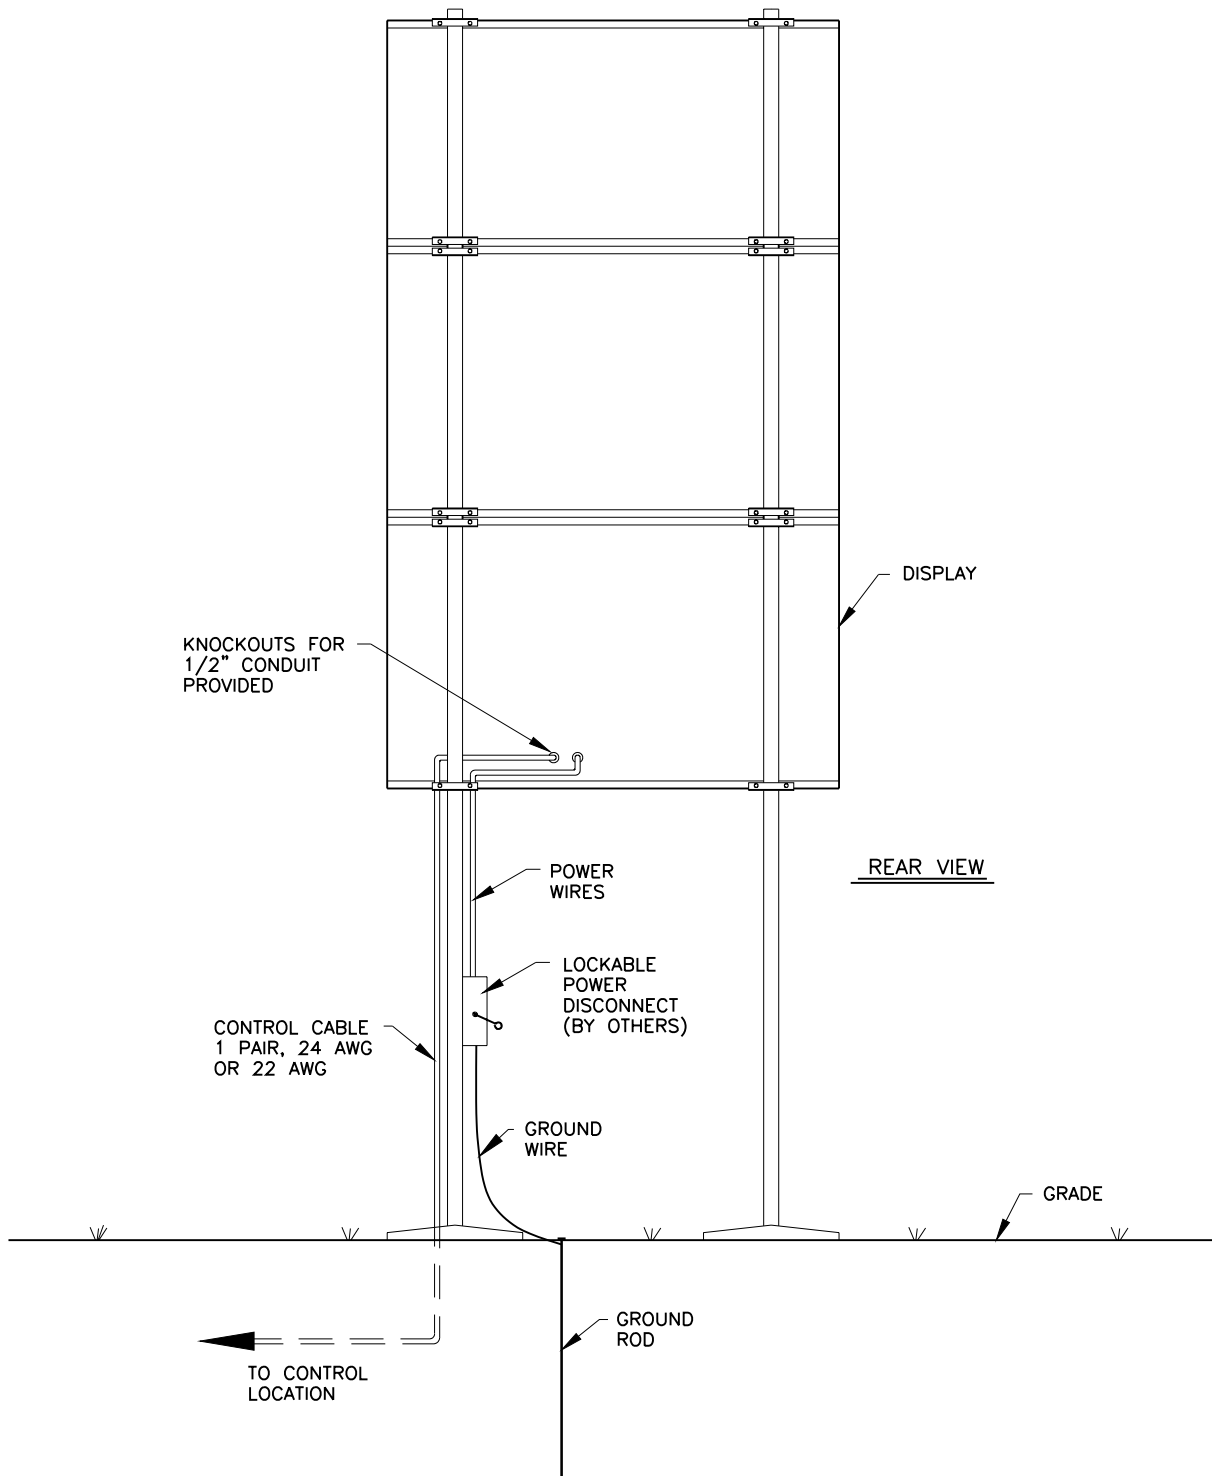 DISPLAY
KNOCKOUTS FOR
1/2" CONDUIT
PROVIDED
REAR VIEW
POWER
WIRES
LOCKABLE
POWER
DISCONNECT
(BY OTHERS)
CONTROL CABLE
1 PAIR, 24 AWG
OR 22 AWG
GROUND
WIRE
GRADE
GROUND
ROD
TO CONTROL
LOCATION